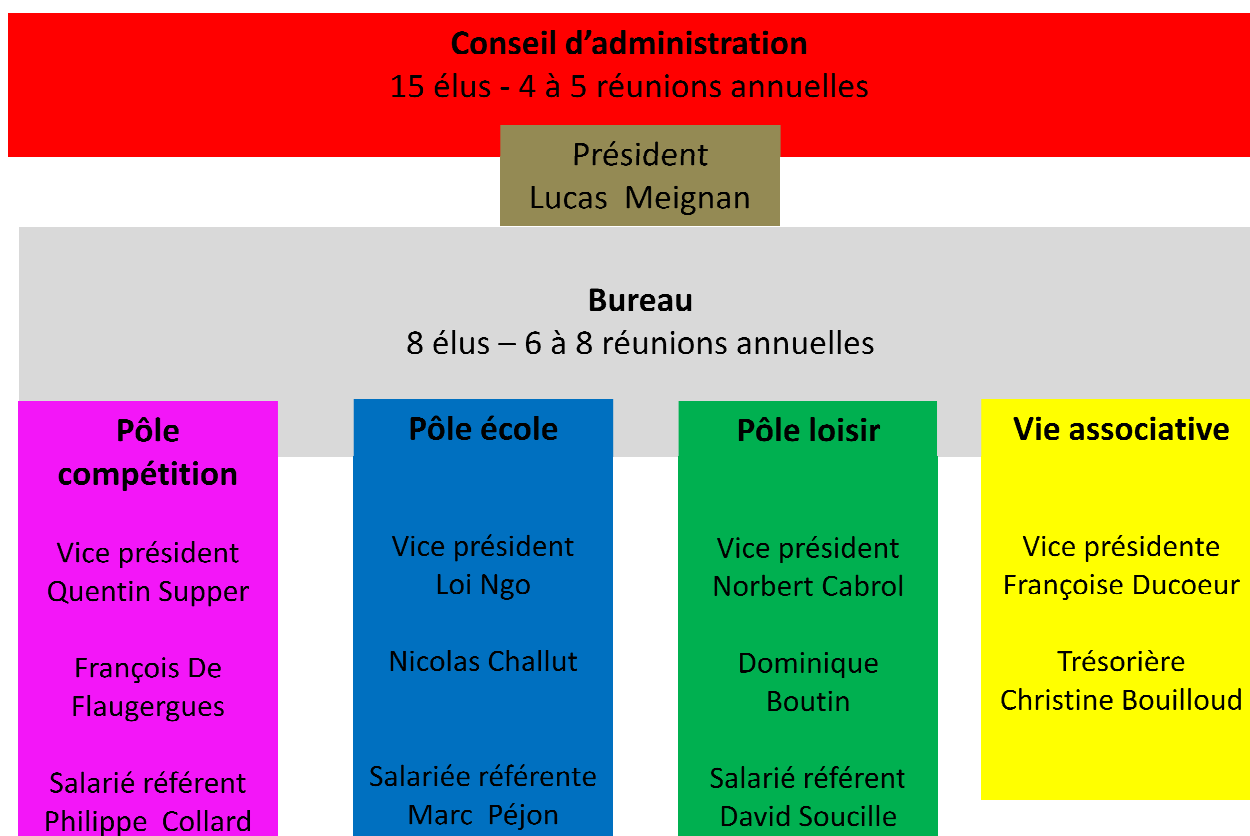 Conseil d’administration
15 élus - 4 à 5 réunions annuelles
Président
Lucas Meignan
Bureau
8 élus – 6 à 8 réunions annuelles
Pôle
compétition
Vice président
Quentin Supper
François De
Flaugergues
Salarié référent
Philippe Collard
Pôle école
Vice président
Loi Ngo
Nicolas Challut
Salariée référente
Marc Péjon
Pôle loisir
Vice président
Norbert Cabrol
Dominique
Boutin
Salarié référent
David Soucille
Vie associative
Vice présidente
Françoise Ducoeur
Trésorière
Christine Bouilloud